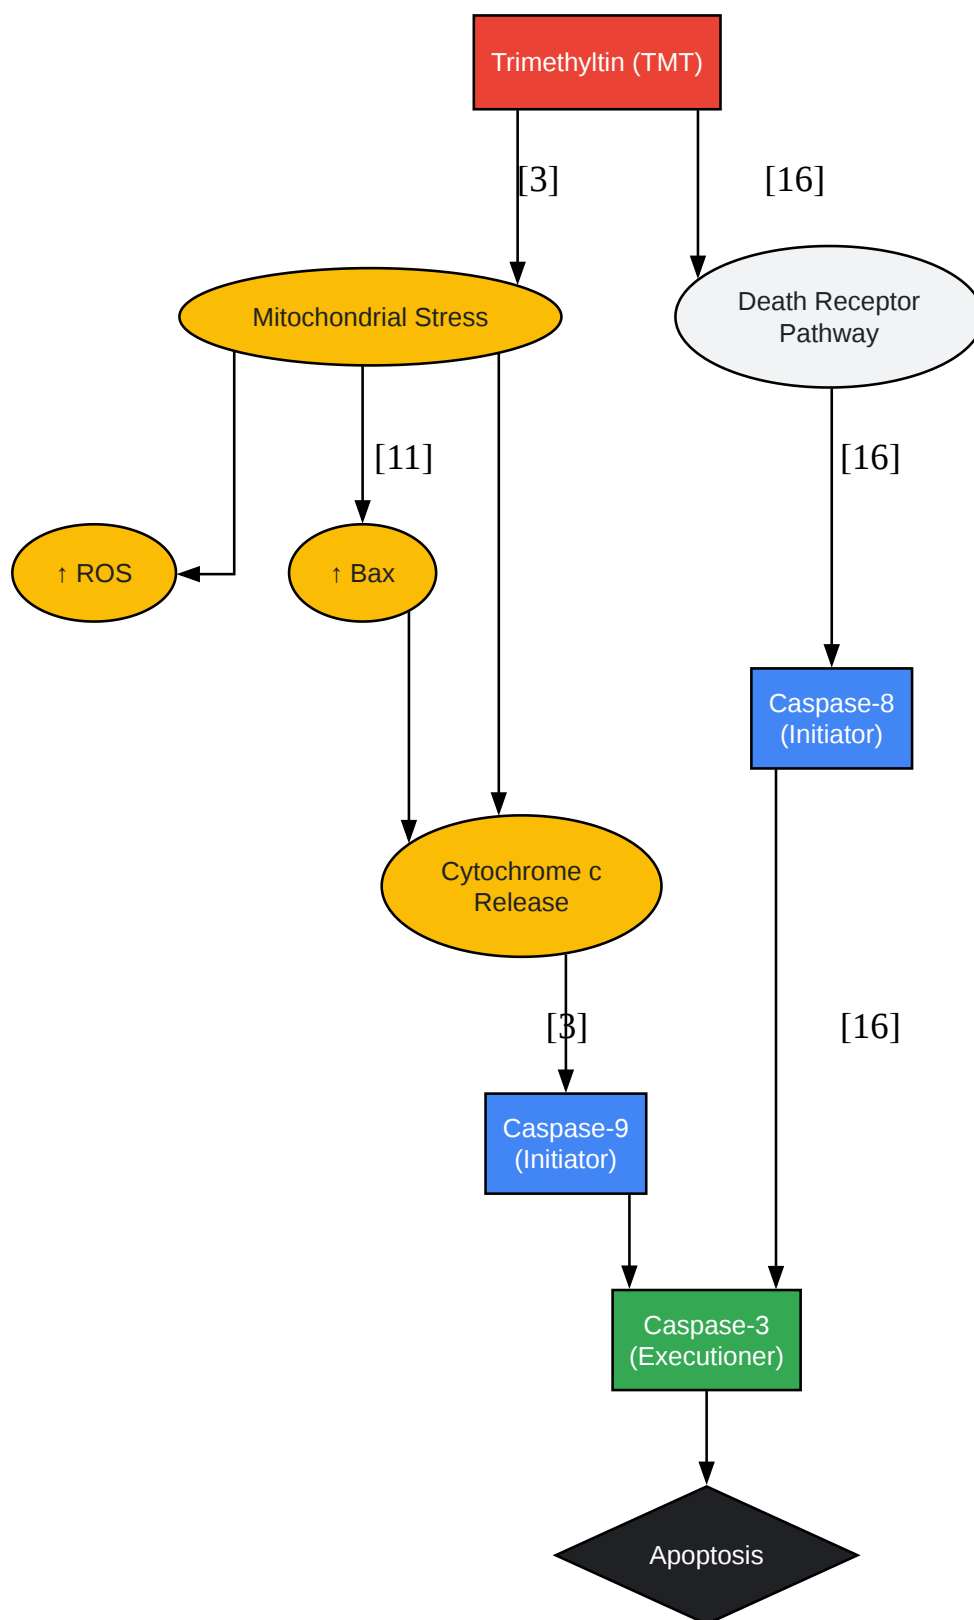 Trimethyltin (TMT)
[3]
[16]
Mitochondrial Stress
Death Receptor
Pathway
[11]
[16]
↑ ROS
↑ Bax
Caspase-8
(Initiator)
Cytochrome c
Release
[3]
[16]
Caspase-9
(Initiator)
Caspase-3
(Executioner)
Apoptosis